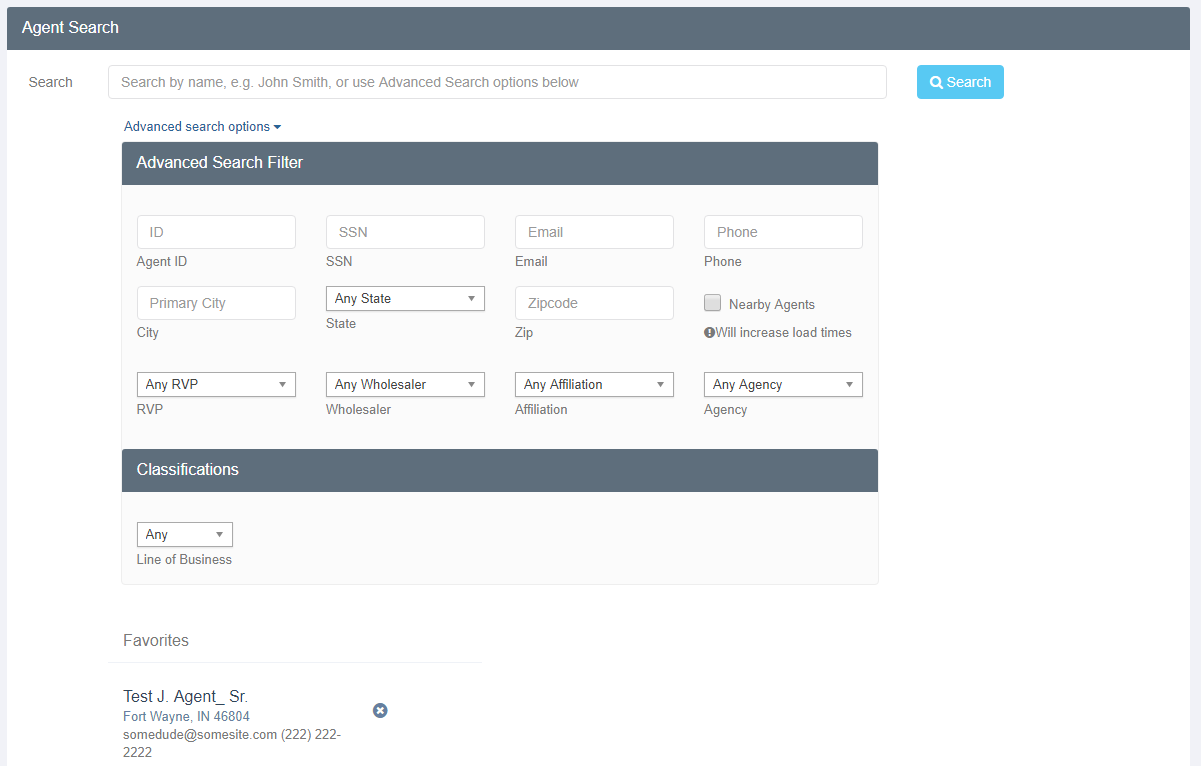 Agent Search
Search
Search by name, e.g. John Smith, or use Advanced Search options below
Search
Advanced search options
Advanced Search Filter
ID
SSN
Email
Phone
Agent ID
SSN
Email
Phone
Primary City
Any State
Zipcode
Nearby Agents
City
State
Zip
Will increase load times
Any RVP
Any Wholesaler
Any Affiliation
Any Agency
RVP
Wholesaler
Affiliation
Agency
Classifications
Any
Line of Business
Favorites
Test J. Agent_ Sr.
Fort Wayne, IN 46804
somedude@somesite.com (222) 222-
2222